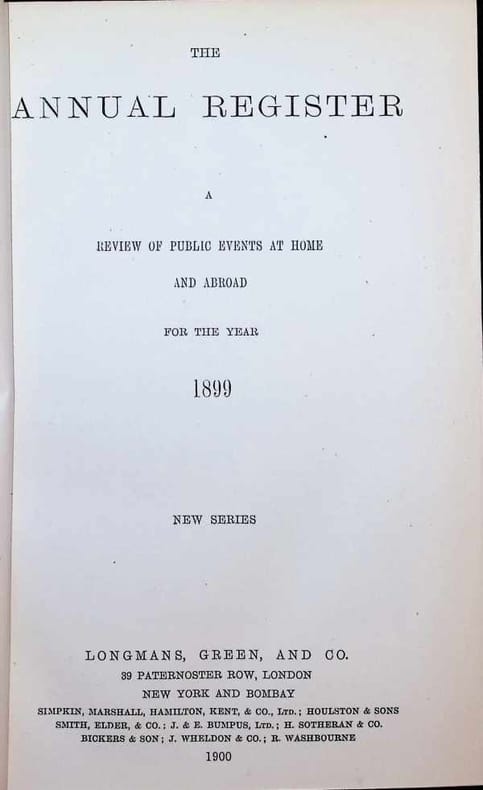 THE
ANNUAL REGISTER
A
REVIEW OF PUBLIC EVENTS AT HOME
AND ABROAD
FOR THE YEAR
1899
NEW SERIES
LONGMANS, GREEN, AND CO.
39 PATERNOSTER ROW, LONDON
NEW YORK AND BOMBAY
SIMPKIN, MARSHALL, HAMILTON, KENT, & CO., LTD.; HOULSTON & SONS
SMITH, ELDER, & CO.; J. & E. BUMPUS, LTD.; H. SOTHERAN & CO.
BICKERS & SON; J. WHELDON & CO.; R. WASHBOURNE
1900